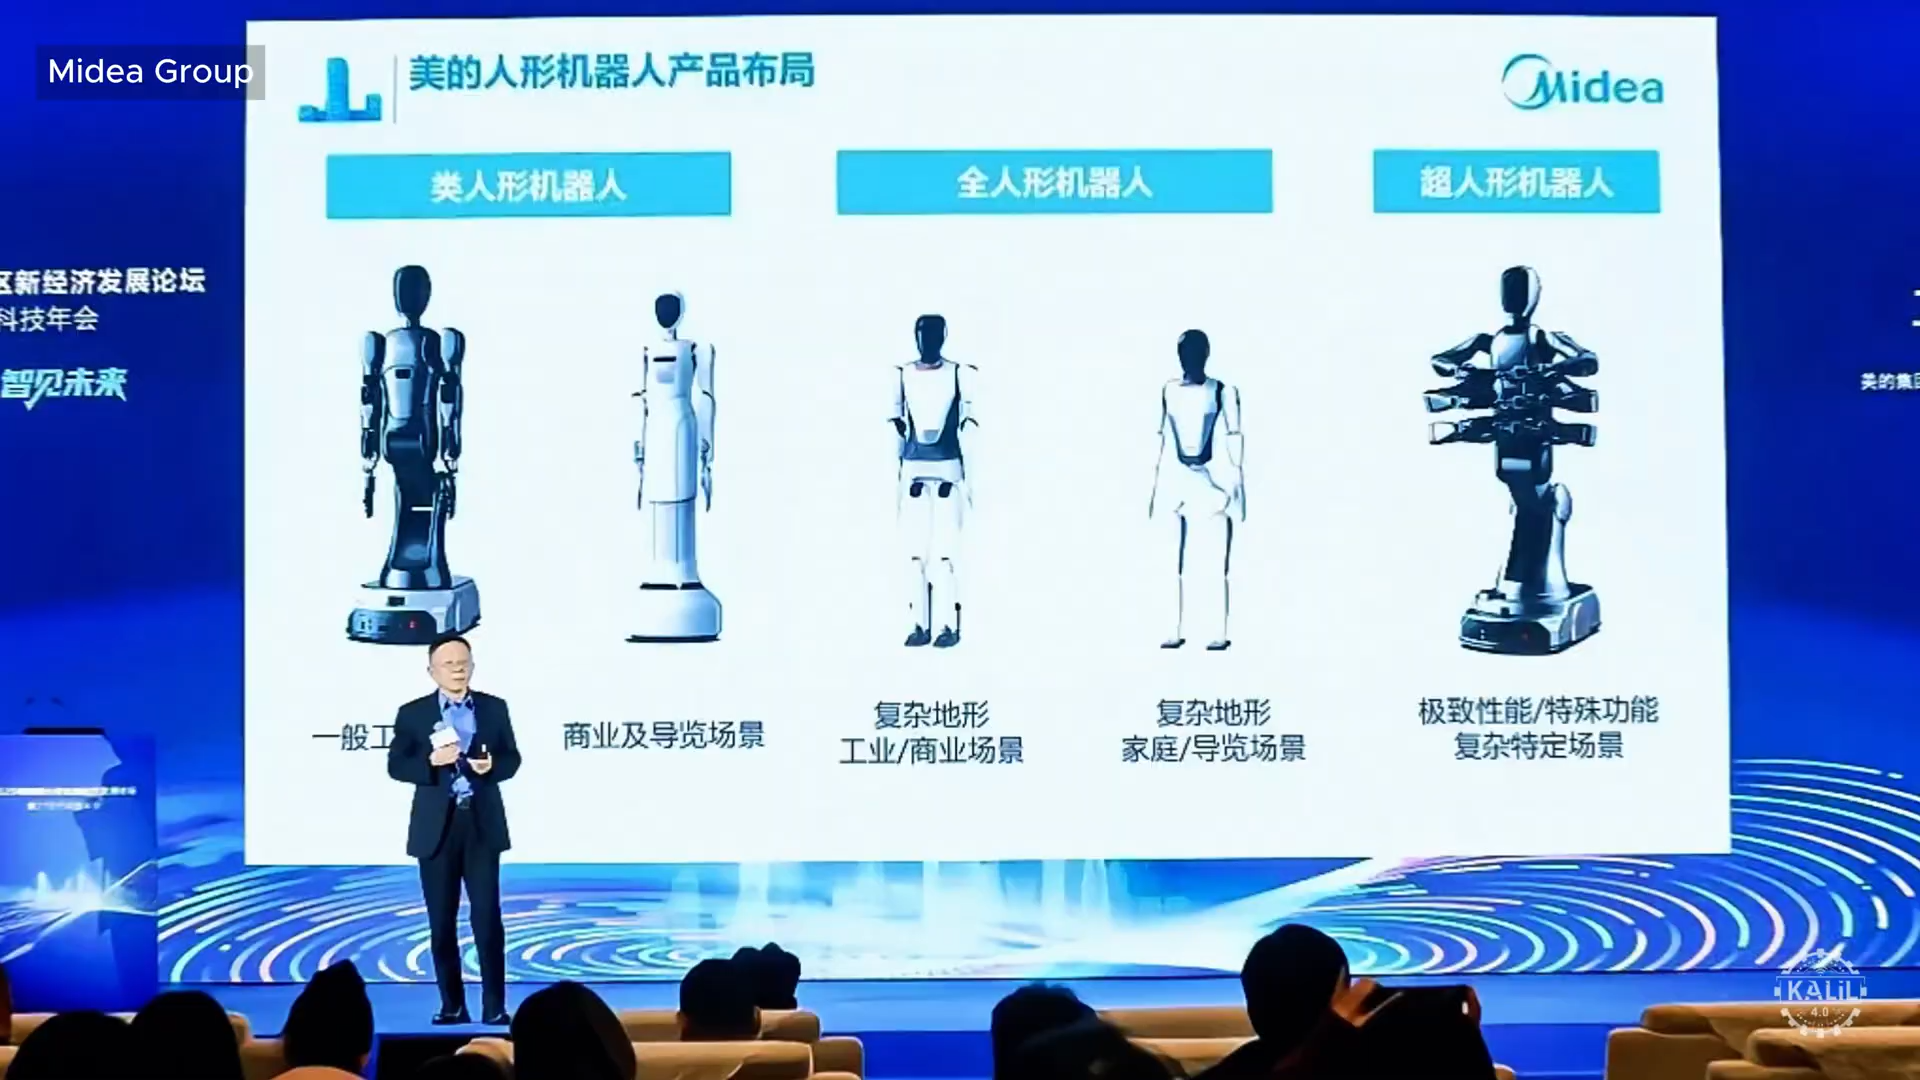 Midea Group
美的人形机器人产品布局
Midea
类人形机器人
全人形机器人
超人形机器人
区新经济发展论坛
科技年会
智见未来
美的集团
一般工
商业及导览场景
复杂地形
工业/商业场景
复杂地形
家庭/导览场景
极致性能/特殊功能
复杂特定场景
KALIL
4.0